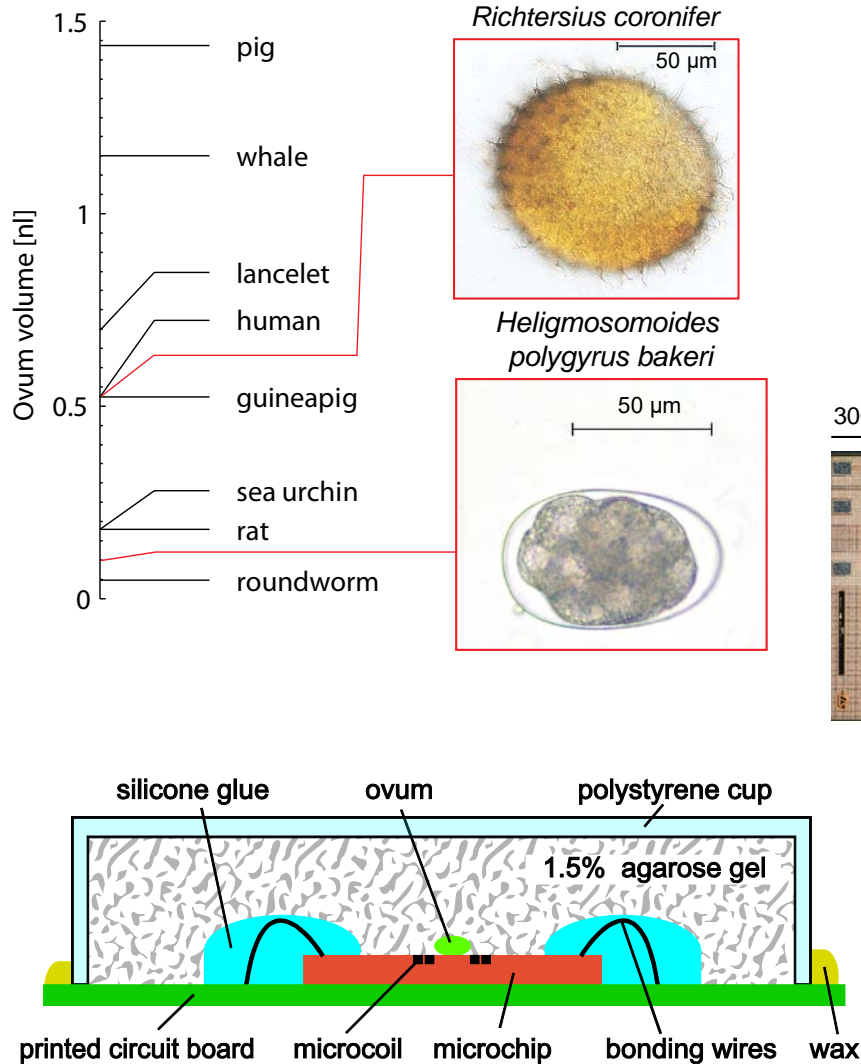 Richtersius coronifer
1.5
pig
50 µm
whale
1
Ovum volume [nl]
lancelet
human
Heligmosomoides
polygyrus bakeri
0.5
guineapig
50 µm
30
sea urchin
rat
roundworm
0
silicone glue
ovum
polystyrene cup
1.5% agarose gel
printed circuit board
microcoil
microchip
bonding wires
wax